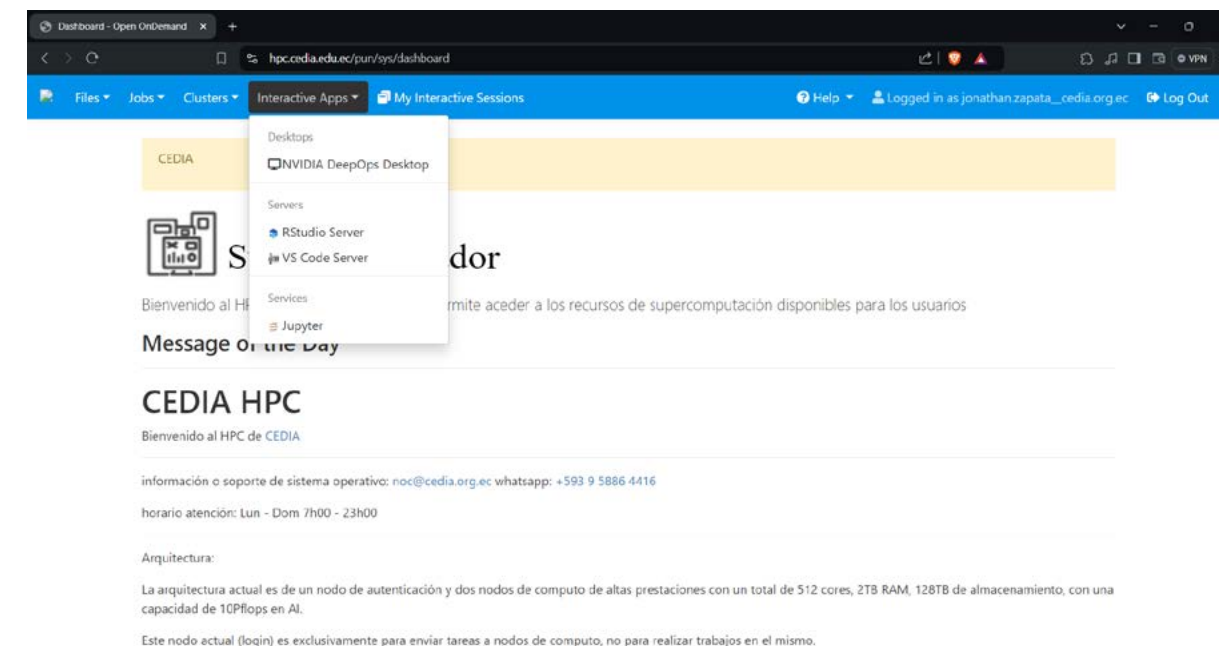 Dashboard - Open OnDemand
hpc.cedia.edu.ec/pun/sys/dashboard
VPN
Files Jobs Clusters Interactive Apps My Interactive Sessions Help Logged in as jonathan.zapata__cedia.org.ec Log Out
Desktops
CEDIA
NVIDIA DeepOps Desktop
Servers
RStudio Server
S dor
VS Code Server
Services
Bienvenido al rmite aceder a los recursos de supercomputación disponibles para los usuarios
Jupyter
Message of the Day
CEDIA HPC
Bienvenido al HPC de CEDIA
información o soporte de sistema operativo: noc@cedia.org.ec whatsapp: +593 9 5886 4416
horario atención: Lun - Dom 7h00 - 23h00
Arquitectura:
La arquitectura actual es de un nodo de autenticación y dos nodos de computo de altas prestaciones con un total de 512 cores, 2TB RAM, 128TB de almacenamiento, con una
capacidad de 10Pflops en AI.
Este nodo actual (login) es exclusivamente para enviar tareas a nodos de computo, no para realizar trabajos en el mismo.